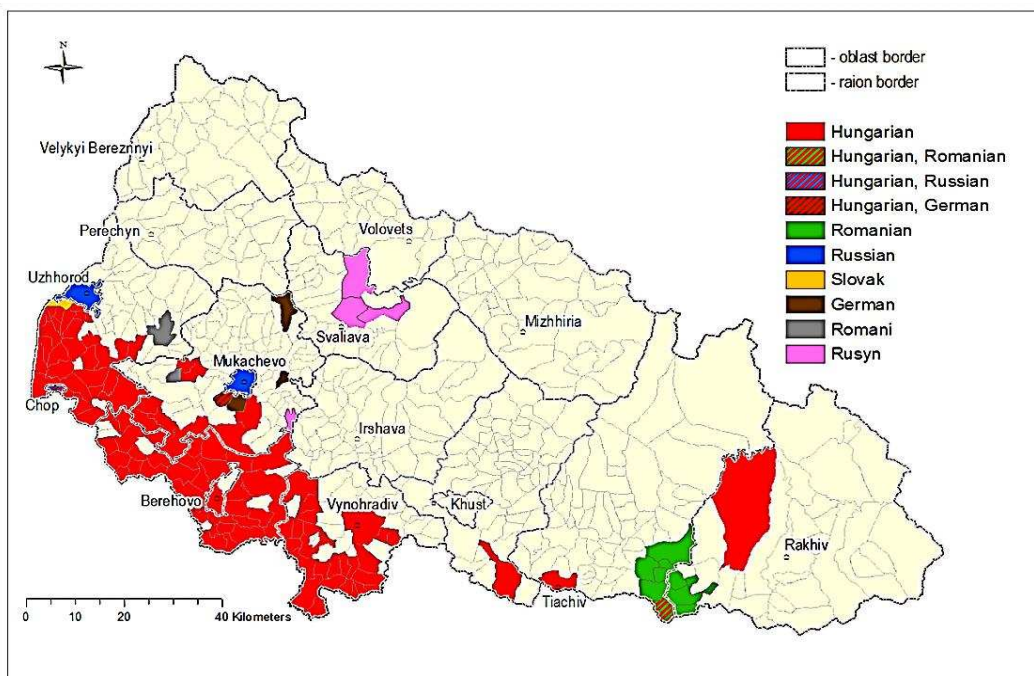 N
- oblast border
- raion border
Hungarian
Hungarian, Romanian
Hungarian, Russian
Hungarian, German
Romanian
Russian
Slovak
German
Romani
Rusyn
Velykyi Bereznnyi
Perechyn
Volovets
Uzhhorod
Svaliava
Mizhhiria
Mukachevo
Chop
Irshava
Berehovo
Vynohradiv
Khust
Rakhiv
Tiachiv
0 10 20 40 Kilometers